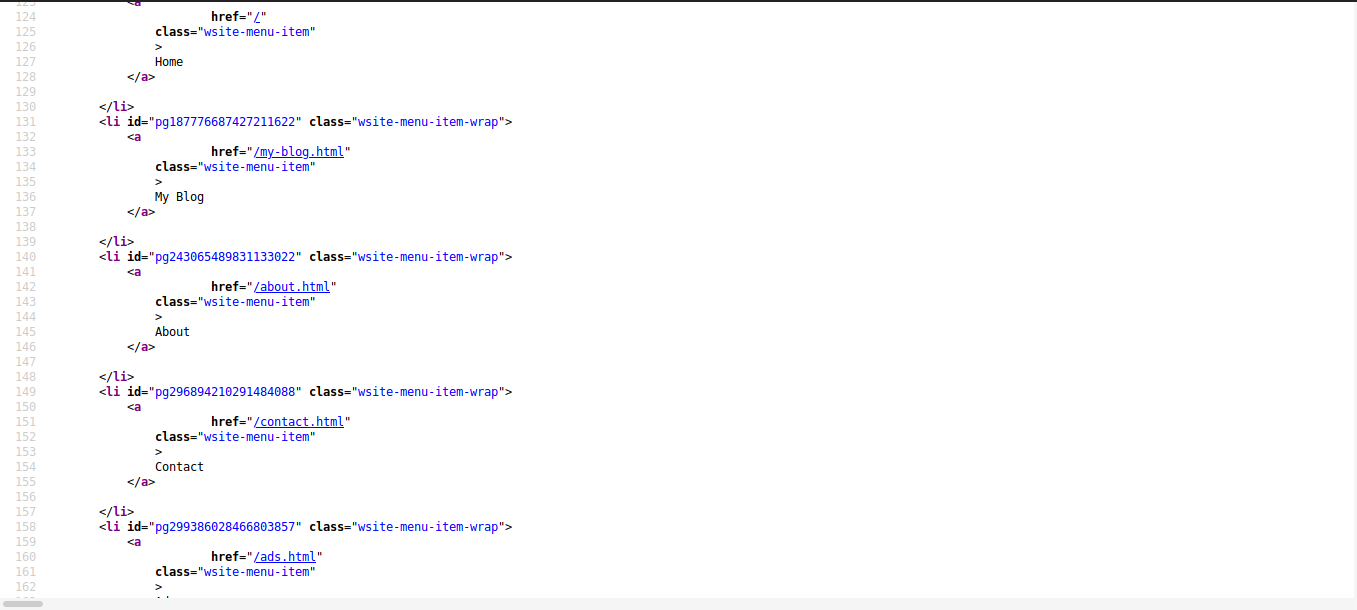 <a
124 href="/"
125 class="wsite-menu-item"
126 >
127 Home
128 </a>
129
130 </li>
131 <li id="pg187776687427211622" class="wsite-menu-item-wrap">
132 <a
133 href="/my-blog.html"
134 class="wsite-menu-item"
135 >
136 My Blog
137 </a>
138
139 </li>
140 <li id="pg243065489831133022" class="wsite-menu-item-wrap">
141 <a
142 href="/about.html"
143 class="wsite-menu-item"
144 >
145 About
146 </a>
147
148 </li>
149 <li id="pg296894210291484088" class="wsite-menu-item-wrap">
150 <a
151 href="/contact.html"
152 class="wsite-menu-item"
153 >
154 Contact
155 </a>
156
157 </li>
158 <li id="pg299386028466803857" class="wsite-menu-item-wrap">
159 <a
160 href="/ads.html"
161 class="wsite-menu-item"
162 >